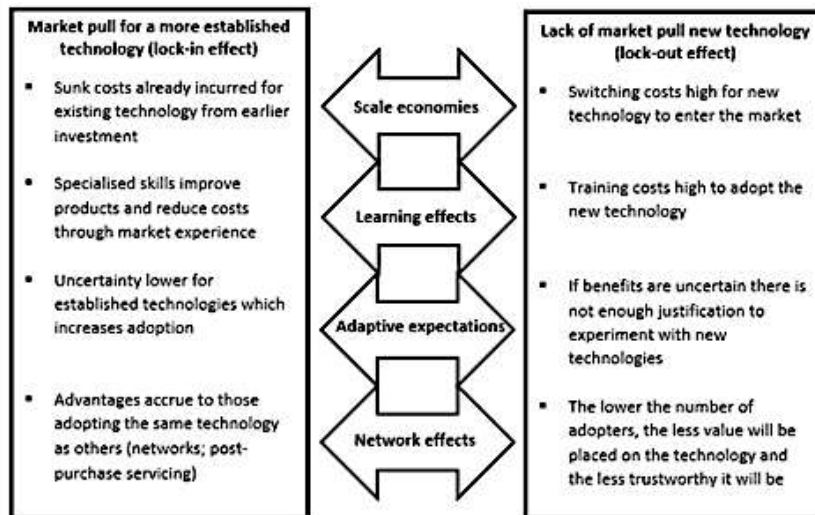 Market pull for a more established
technology (lock-in effect)
▪ Sunk costs already incurred for
existing technology from earlier
investment
▪ Specialised skills improve
products and reduce costs
through market experience
▪ Uncertainty lower for
established technologies which
increases adoption
▪ Advantages accrue to those
adopting the same technology
as others (networks; post-
purchase servicing)
Scale economies
Learning effects
Adaptive expectations
Network effects
Lack of market pull new technology
(lock-out effect)
▪ Switching costs high for new
technology to enter the market
▪ Training costs high to adopt the
new technology
▪ If benefits are uncertain there is
not enough justification to
experiment with new
technologies
▪ The lower the number of
adopters, the less value will be
placed on the technology and
the less trustworthy it will be